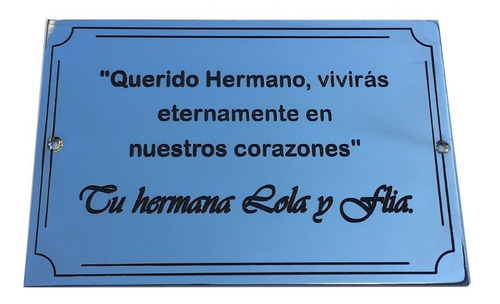 "Querido Hermano, vivirás
eternamente en
nuestros corazones"
Tu hermana Lola y Flia.